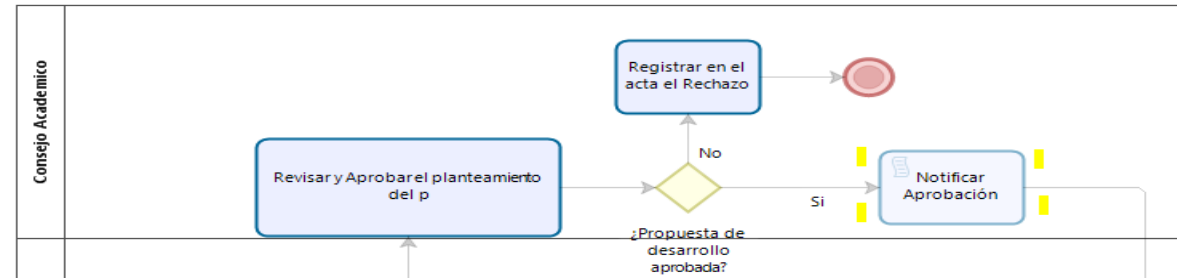 Consejo Academico
Registrar en el
acta el Rechazo
No
Revisar y Aprobar el planteamiento
del p
Si
Notificar
Aprobación
¿Propuesta de
desarrollo
aprobada?